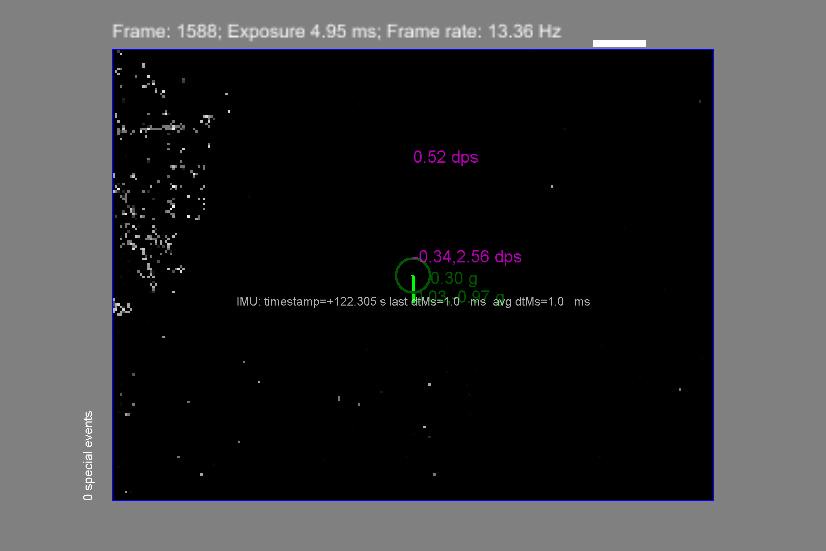 Frame: 1588; Exposure 4.95 ms; Frame rate: 13.36 Hz
0.52 dps
-0.34,2.56 dps
0.30 g
-0.97 g
IMU: timestamp=+122.305 s last dtMs=1.0 ms avg dtMs=1.0 ms
0 special events